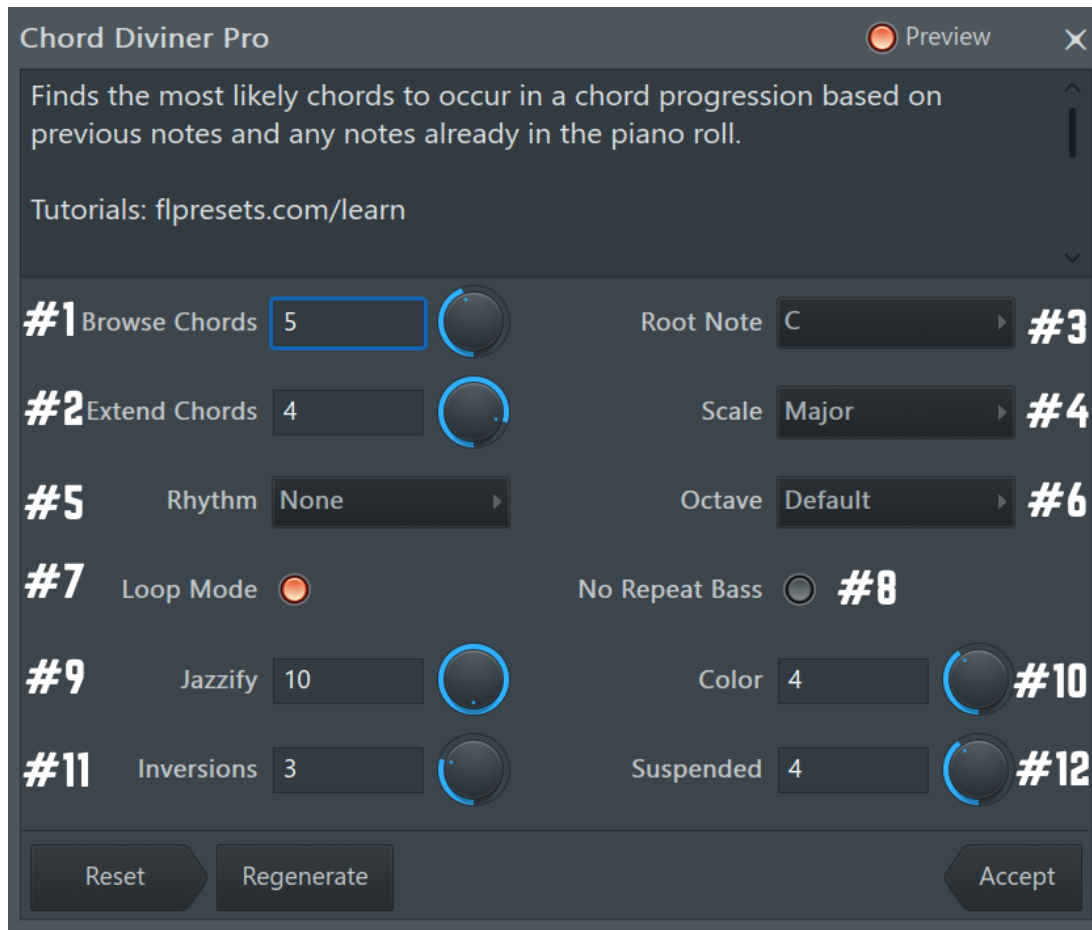 Chord Diviner Pro Preview
Finds the most likely chords to occur in a chord progression based on
previous notes and any notes already in the piano roll.
Tutorials: flpresets.com/learn
#1 Browse Chords 5 Root Note C #3
#2 Extend Chords 4 Scale Major #4
#5 Rhythm None Octave Default #6
#7 Loop Mode No Repeat Bass #8
#9 Jazzify 10 Color 4 #10
#11 Inversions 3 Suspended 4 #12
Reset Regenerate Accept